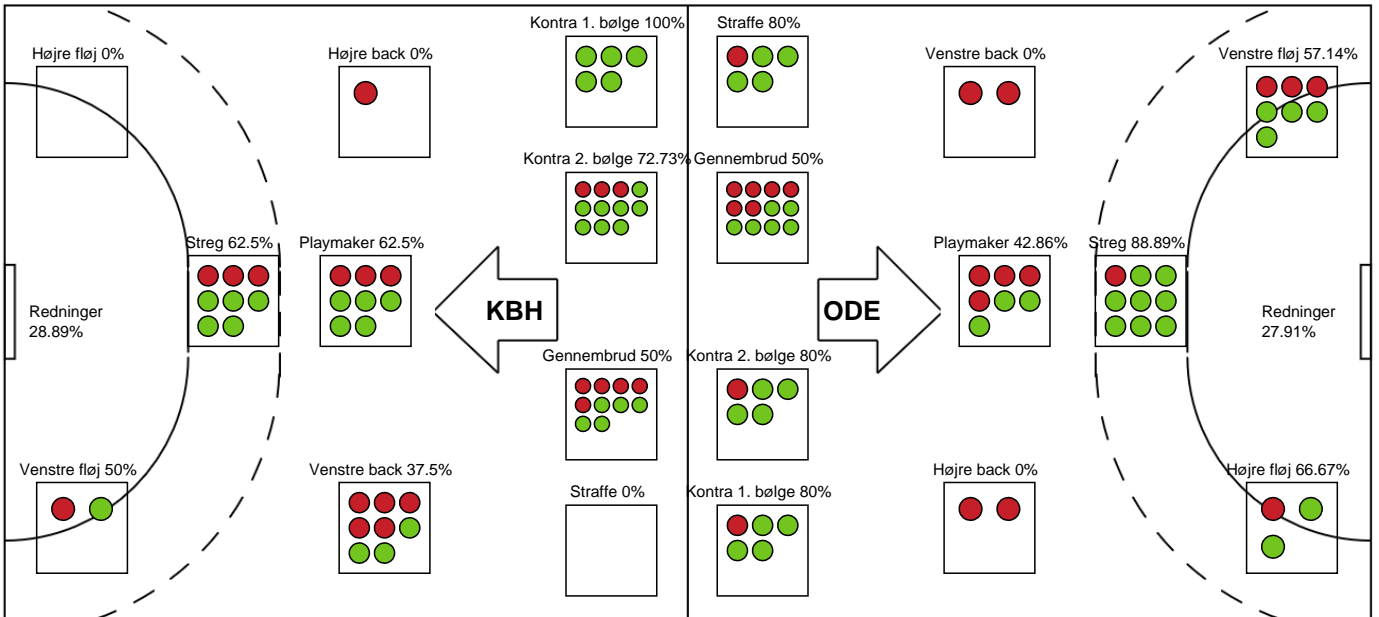 Kontra 1. bølge 100%
Straffe 80%
Højre fløj 0%
Højre back 0%
Venstre back 0%
Venstre fløj 57.14%
Kontra 2. bølge 72.73%
Gennembrud 50%
Streg 62.5%
Playmaker 62.5%
Playmaker 42.86%
Streg 88.89%
Redninger
28.89%
KBH
ODE
Redninger
27.91%
Gennembrud 50%
Kontra 2. bølge 80%
Venstre fløj 50%
Venstre back 37.5%
Straffe 0%
Kontra 1. bølge 80%
Højre back 0%
Højre fløj 66.67%